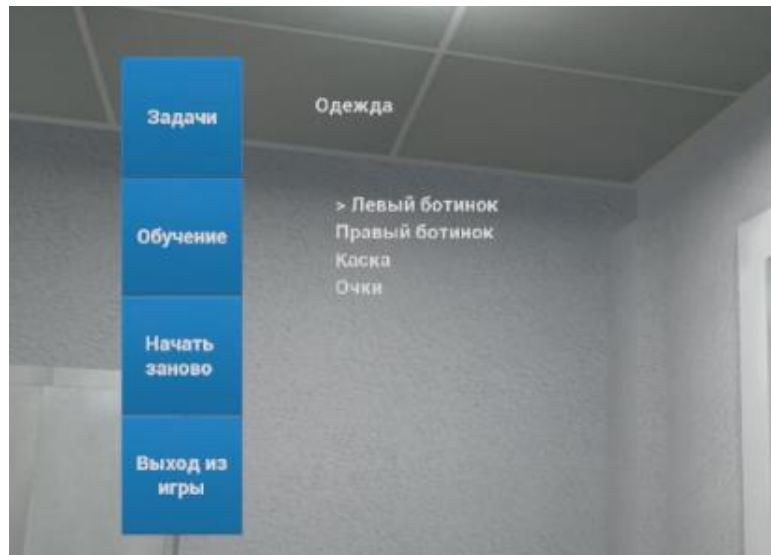 Задачи
Одежда
> Левый ботинок
Правый ботинок
Каска
Очки
Обучение
Начать
заново
Выход из
игры